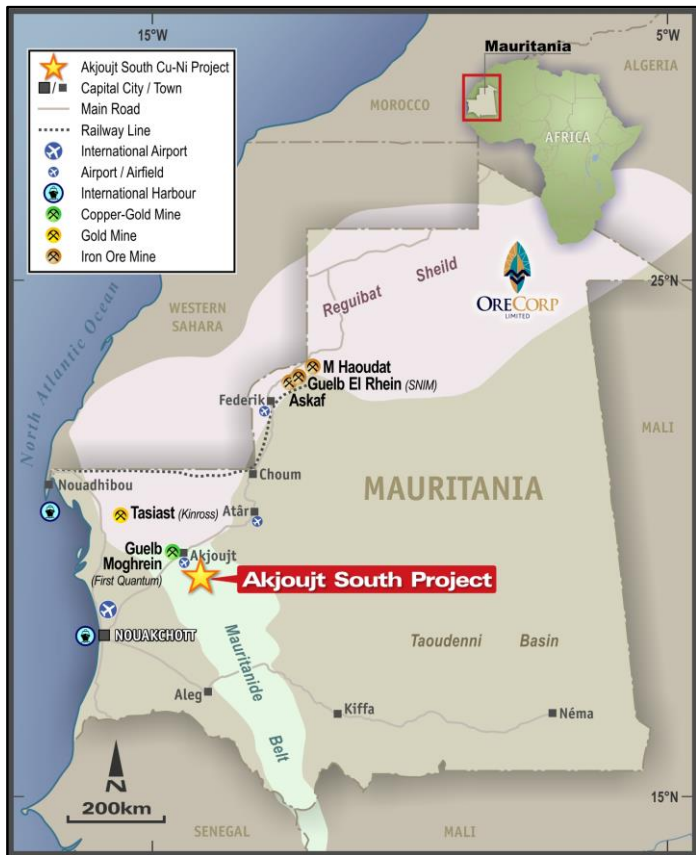 15°W
5°W
Akjoujt South Cu-Ni Project
Capital City / Town
Main Road
Railway Line
International Airport
Airport / Airfield
International Harbour
Copper-Gold Mine
Gold Mine
Iron Ore Mine
Mauritania
ALGERIA
MOROCCO
AFRICA
North Atlantic Ocean
WESTERN
SAHARA
Reguibat Sheild
ORECORP
LIMITED
25°N
M Haoudat
Guelb El Rhein (SNIM)
Askaf
Federik
MALI
Nouadhibou
Choum
MAURITANIA
Tasiast (Kinross)
Atâr
Guelb
Moghrein
(First Quantum)
Akjoujt
Akjoujt South Project
NOUAKCHOTT
Mauritanide
Belt
Taoudenni Basin
Aleg
Kiffa
Néma
N
200km
15°N
SENEGAL
MALI